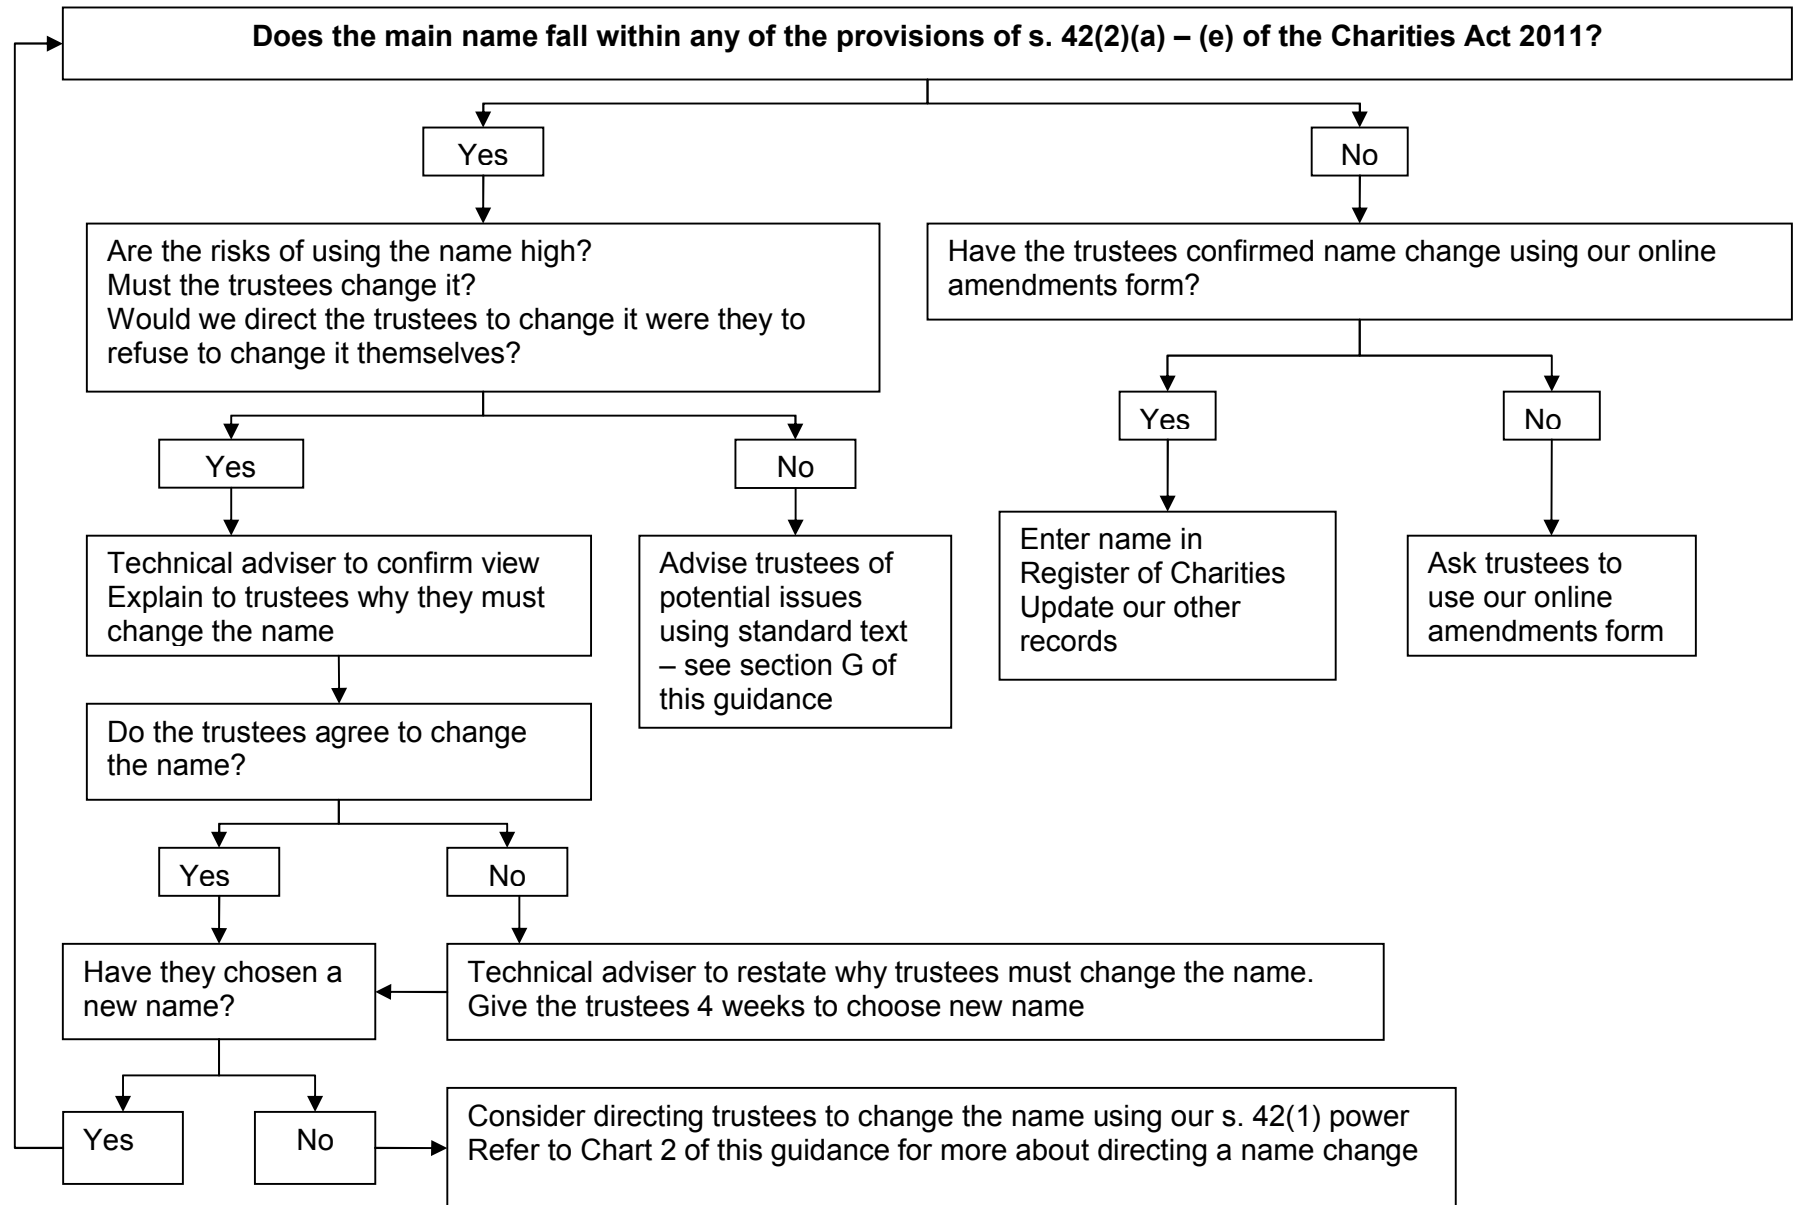 Does the main name fall within any of the provisions of s. 42(2)(a) – (e) of the Charities Act 2011?
Yes
No
Are the risks of using the name high?
Must the trustees change it?
Would we direct the trustees to change it were they to
refuse to change it themselves?
Have the trustees confirmed name change using our online
amendments form?
Yes
No
Yes
No
Technical adviser to confirm view
Explain to trustees why they must
change the name
Advise trustees of
potential issues
using standard text
– see section G of
this guidance
Enter name in
Register of Charities
Update our other
records
Ask trustees to
use our online
amendments form
Do the trustees agree to change
the name?
Yes
No
Have they chosen a
new name?
Technical adviser to restate why trustees must change the name.
Give the trustees 4 weeks to choose new name
Yes
No
Consider directing trustees to change the name using our s. 42(1) power
Refer to Chart 2 of this guidance for more about directing a name change